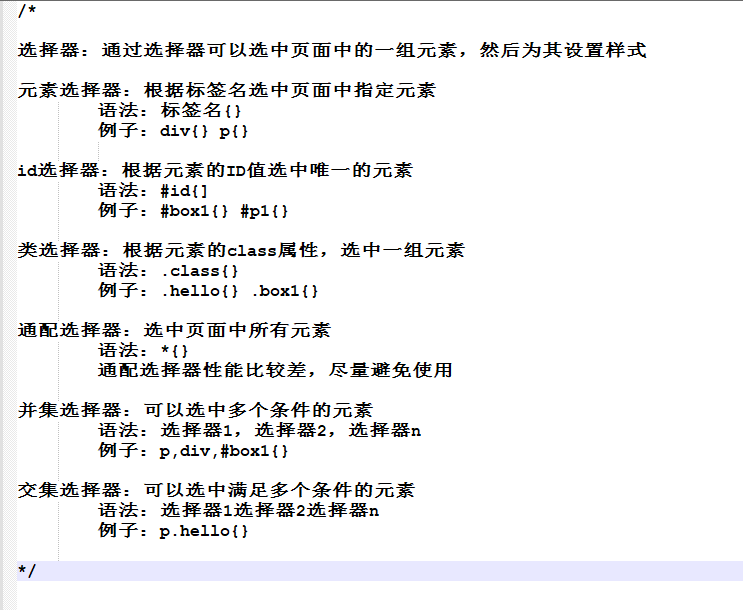 /*
选择器：通过选择器可以选中页面中的一组元素，然后为其设置样式
元素选择器：根据标签名选中页面中指定元素
语法：标签名{}
例子：div{} p{}
id选择器：根据元素的ID值选中唯一的元素
语法：#id{]
例子：#box1{} #p1{}
类选择器：根据元素的class属性，选中一组元素
语法：.class{}
例子：.hello{} .box1{}
通配选择器：选中页面中所有元素
语法：*{}
通配选择器性能比较差，尽量避免使用
并集选择器：可以选中多个条件的元素
语法：选择器1，选择器2，选择器n
例子：p,div,#box1{}
交集选择器：可以选中满足多个条件的元素
语法：选择器1选择器2选择器n
例子：p.hello{}
*/